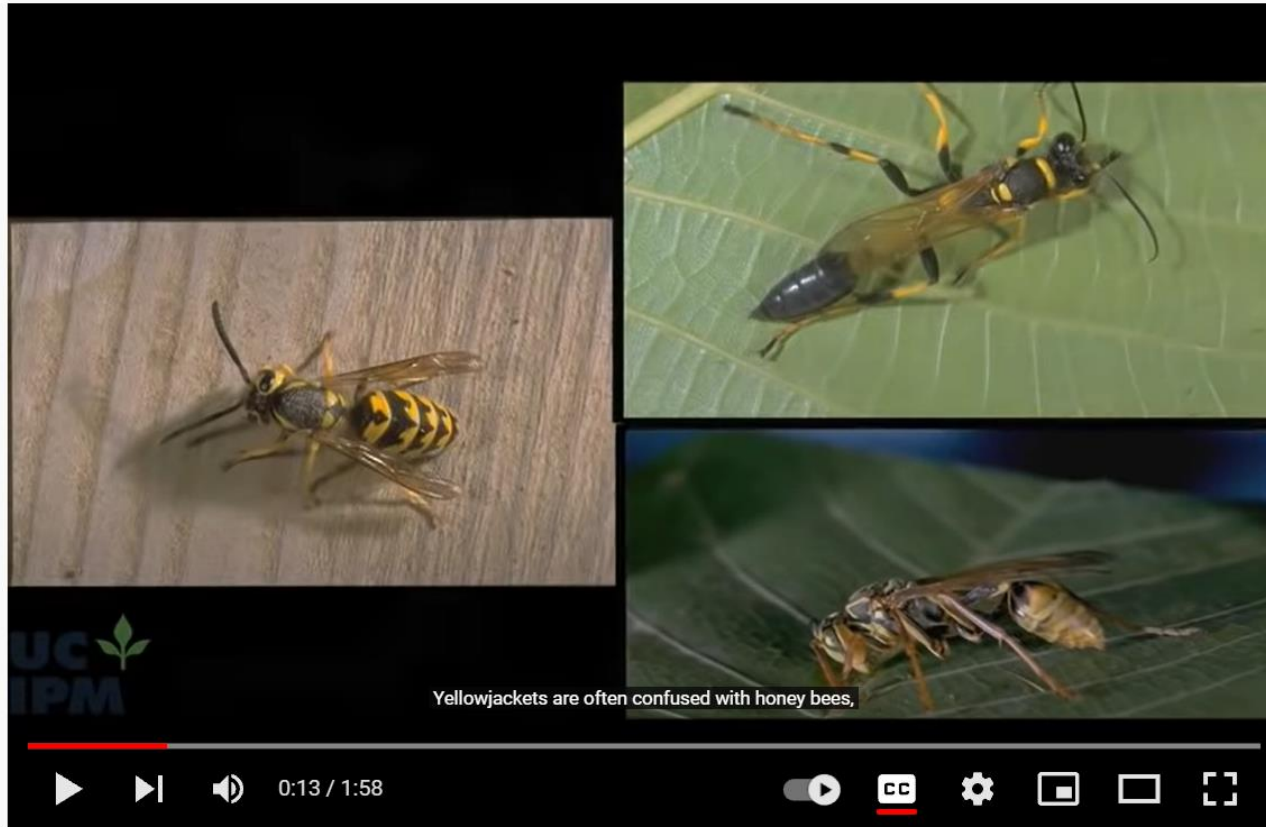 UC
IPM
Yellowjackets are often confused with honey bees,
0:13 / 1:58
CC